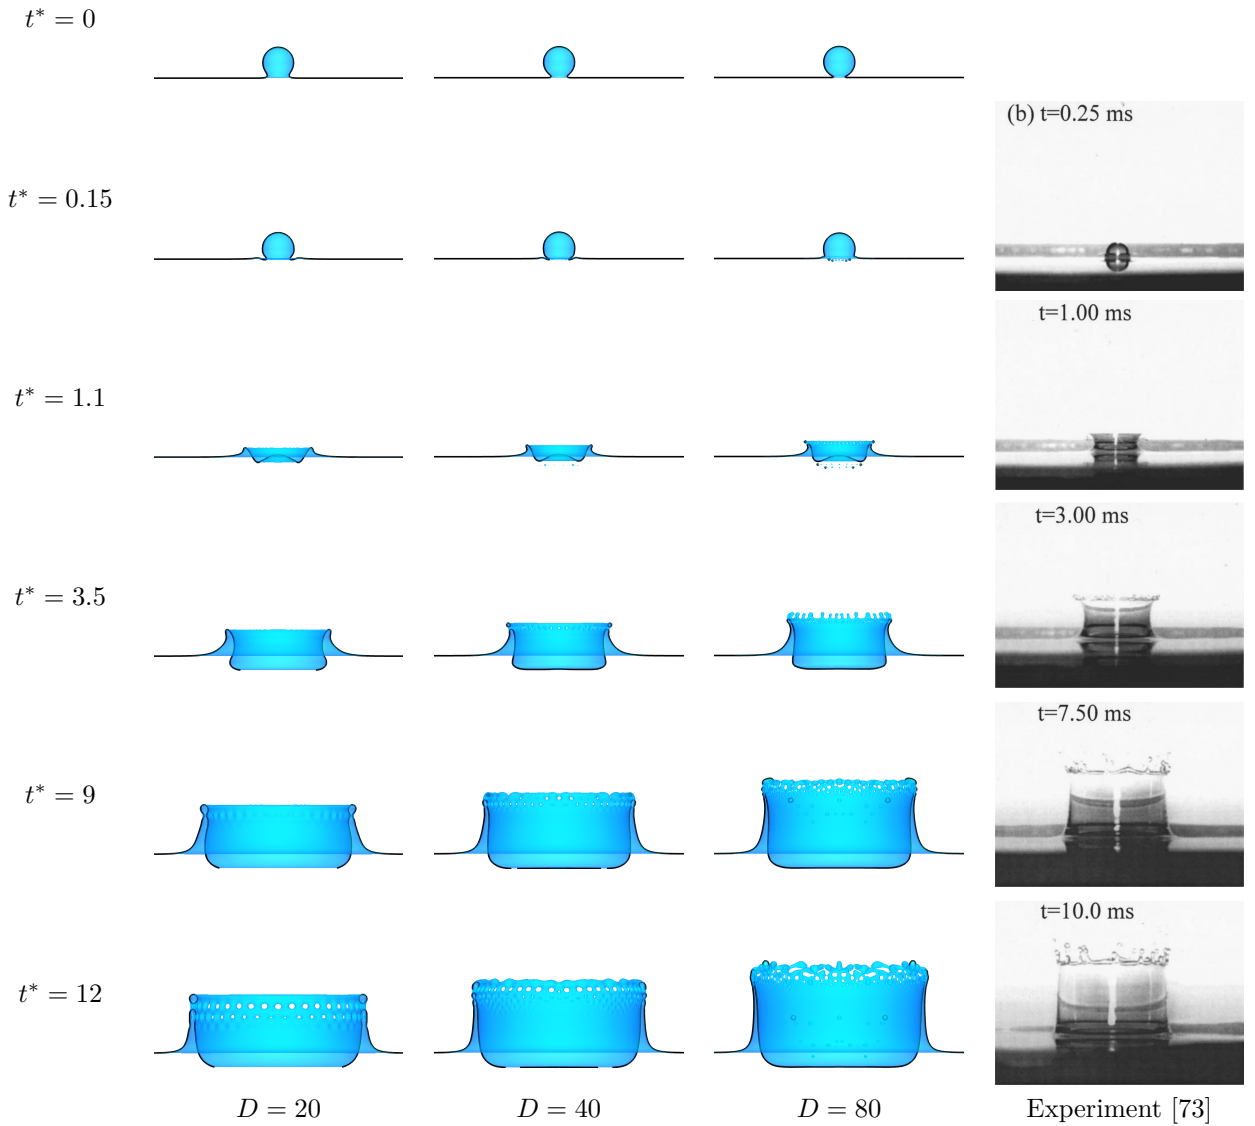 t* = 0
t* = 0.15
(b) t=0.25 ms
t* = 1.1
t=1.00 ms
t* = 3.5
t=3.00 ms
t* = 9
t=7.50 ms
t* = 12
t=10.0 ms
D = 20
D = 40
D = 80
Experiment [73]